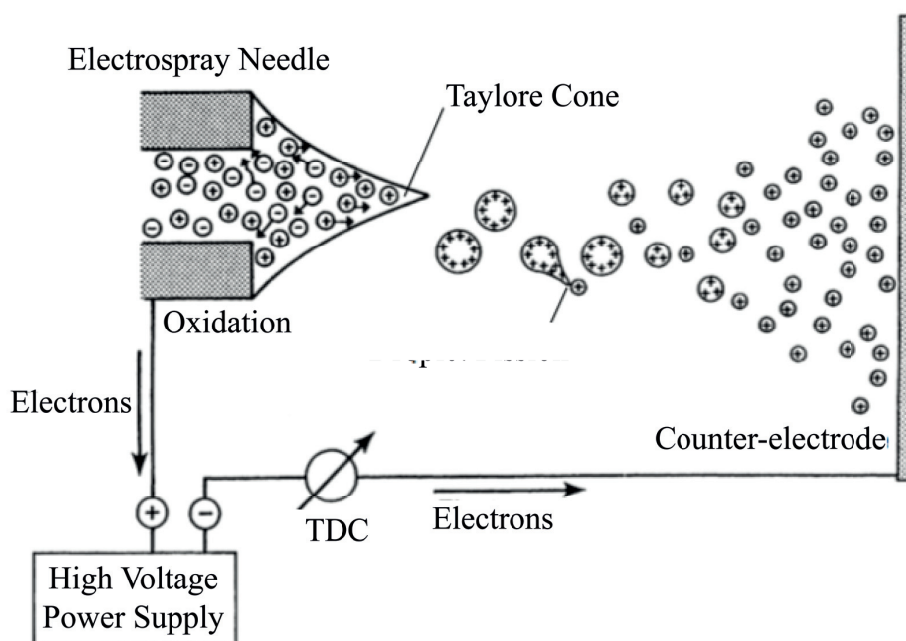 Electrospray Needle
Taylore Cone
Oxidation
Electrons
Counter-electrode
TDC
Electrons
High Voltage
Power Supply